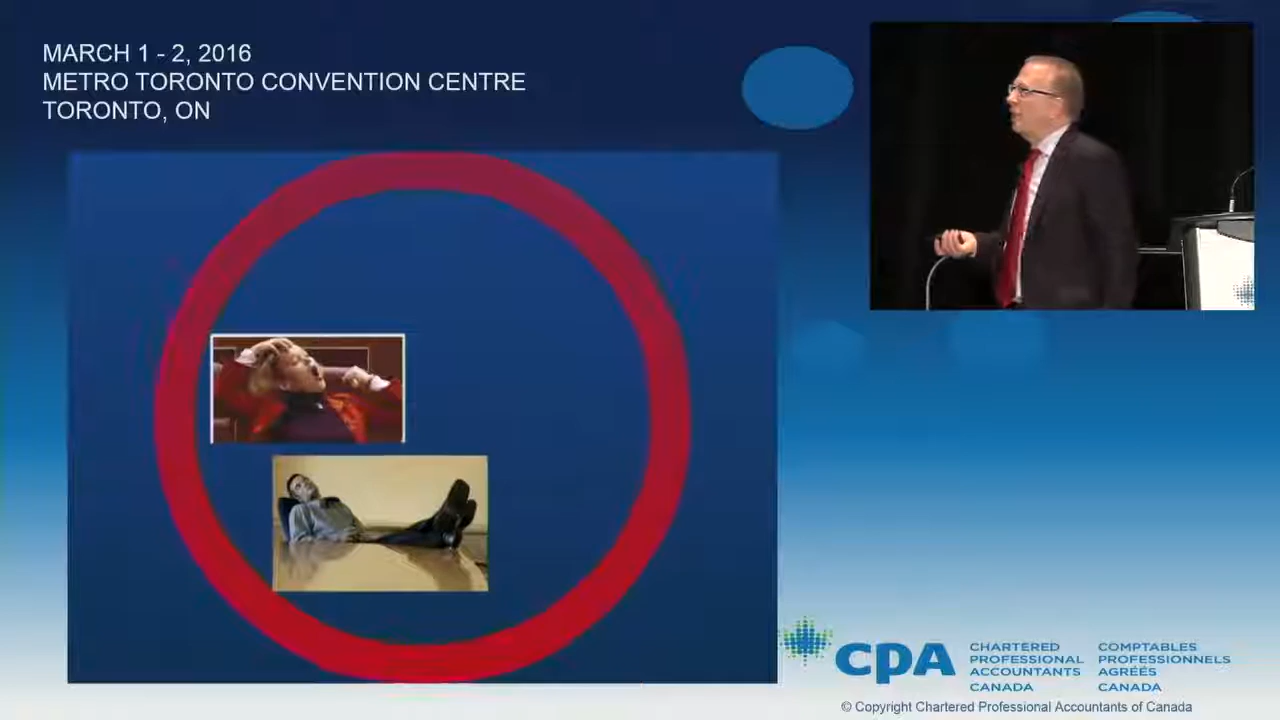 MARCH 1 - 2, 2016
METRO TORONTO CONVENTION CENTRE
TORONTO, ON
CPA
CHARTERED
PROFESSIONAL
ACCOUNTANTS
CANADA
COMPTABLES
PROFESSIONNELS
AGRÉÉS
CANADA
© Copyright Chartered Professional Accountants of Canada